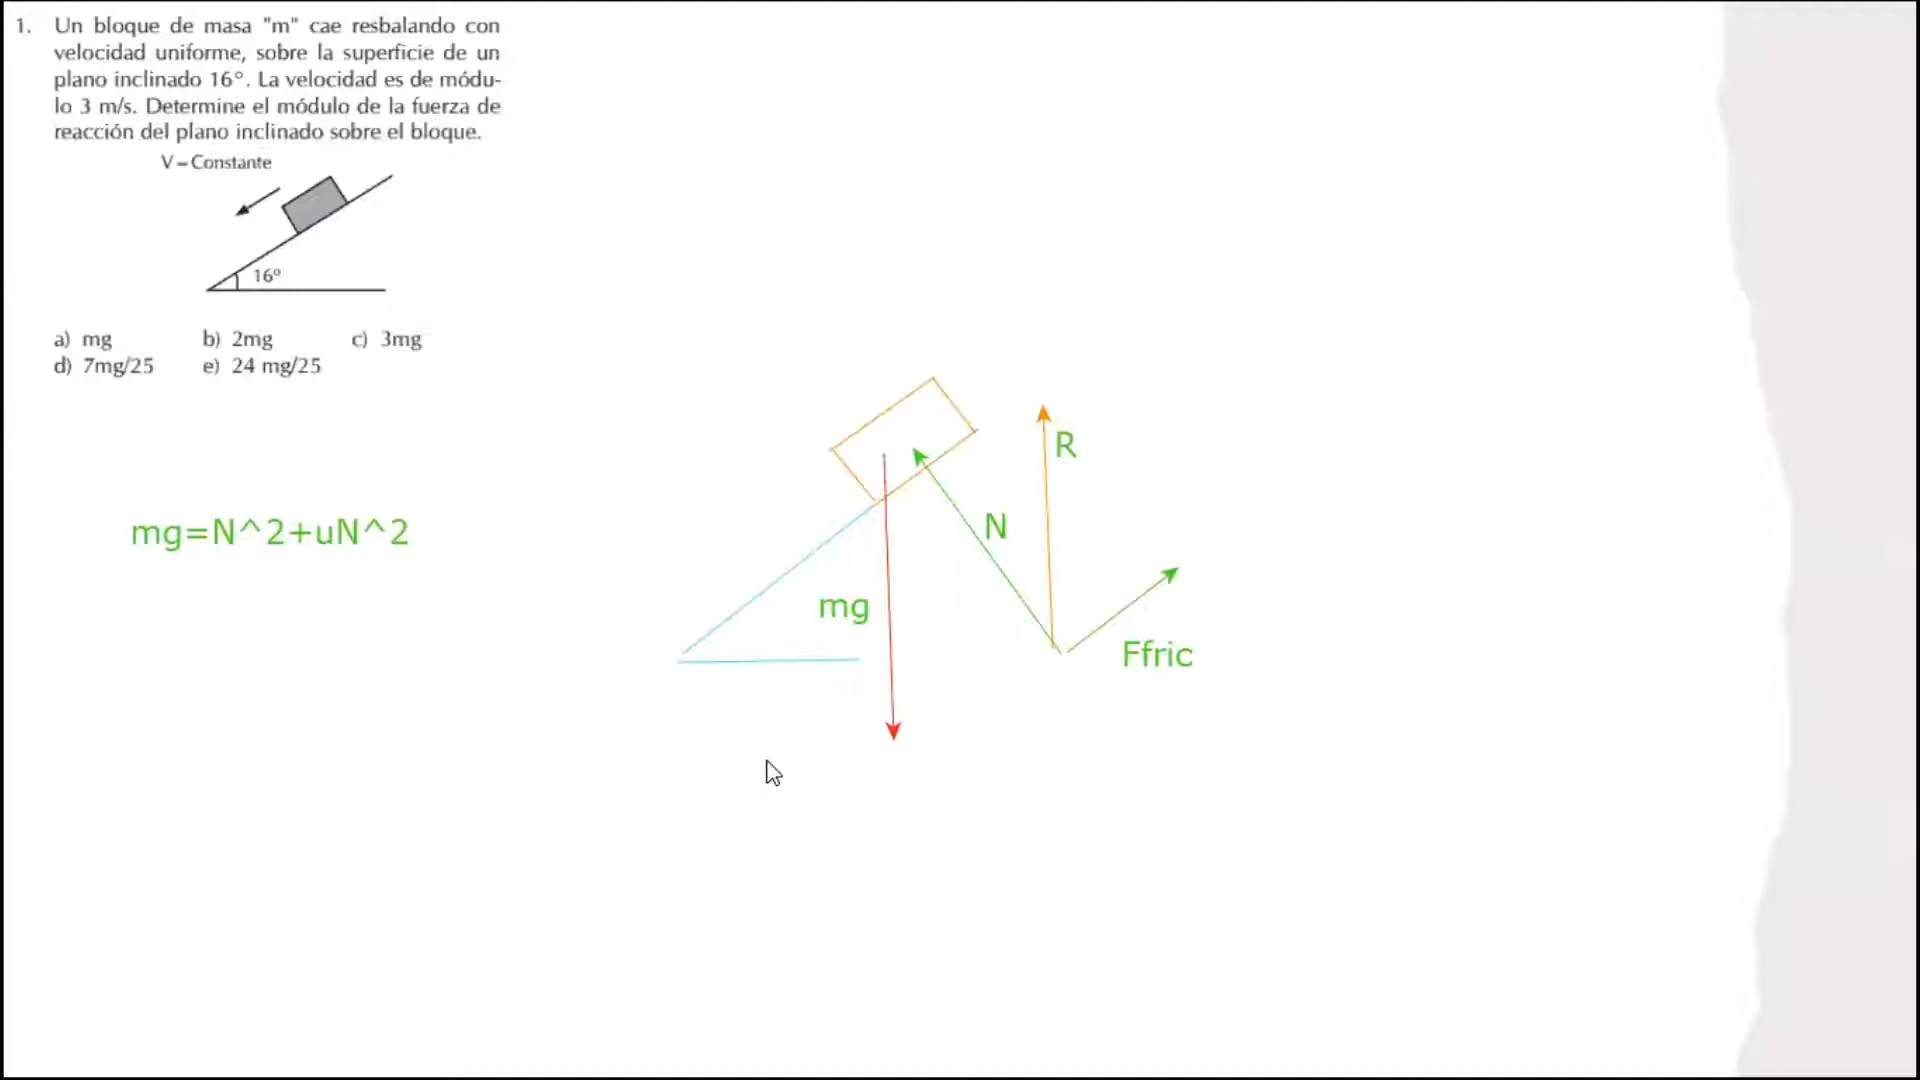 1. Un bloque de masa "m" cae resbalando con
velocidad uniforme, sobre la superficie de un
plano inclinado 16°. La velocidad es de módu-
lo 3 m/s. Determine el módulo de la fuerza de
reacción del plano inclinado sobre el bloque.
V=Constante
16°
a) mg b) 2mg c) 3mg
d) 7mg/25 e) 24 mg/25
R
N
mg=N^2+uN^2
mg
Ffric